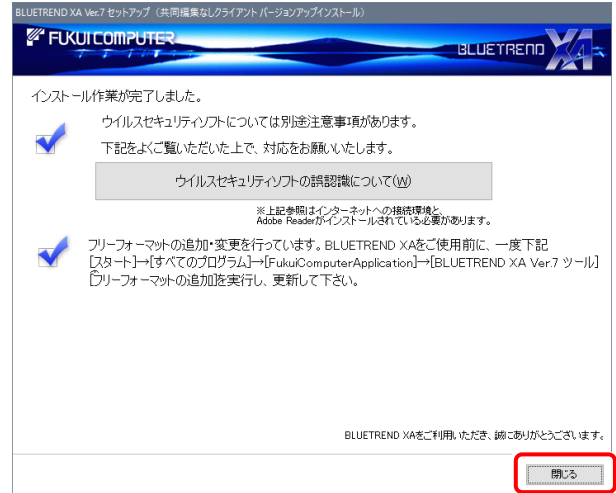 BLUETREND XA Ver.7 セットアップ（共同編集なしクライアント バージョンアップインストール）
FUKUI COMPUTER
BLUETREND XA
インストール作業が完了しました。
ウイルスセキュリティソフトについては別途注意事項があります。
下記をよくご覧いただいた上で、対応をお願いいたします。
ウイルスセキュリティソフトの誤認識について(W)
※上記参照はインターネットへの接続環境と、
Adobe Readerがインストールされている必要があります。
フリーフォーマットの追加・変更を行っています。BLUETREND XAをご使用前に、一度下記
[スタート]→[すべてのプログラム]→[FukuiComputerApplication]→[BLUETREND XA Ver.7 ツール]
[フリーフォーマットの追加]を実行し、更新して下さい。
BLUETREND XAをご利用いただき、誠にありがとうございます。
閉じる